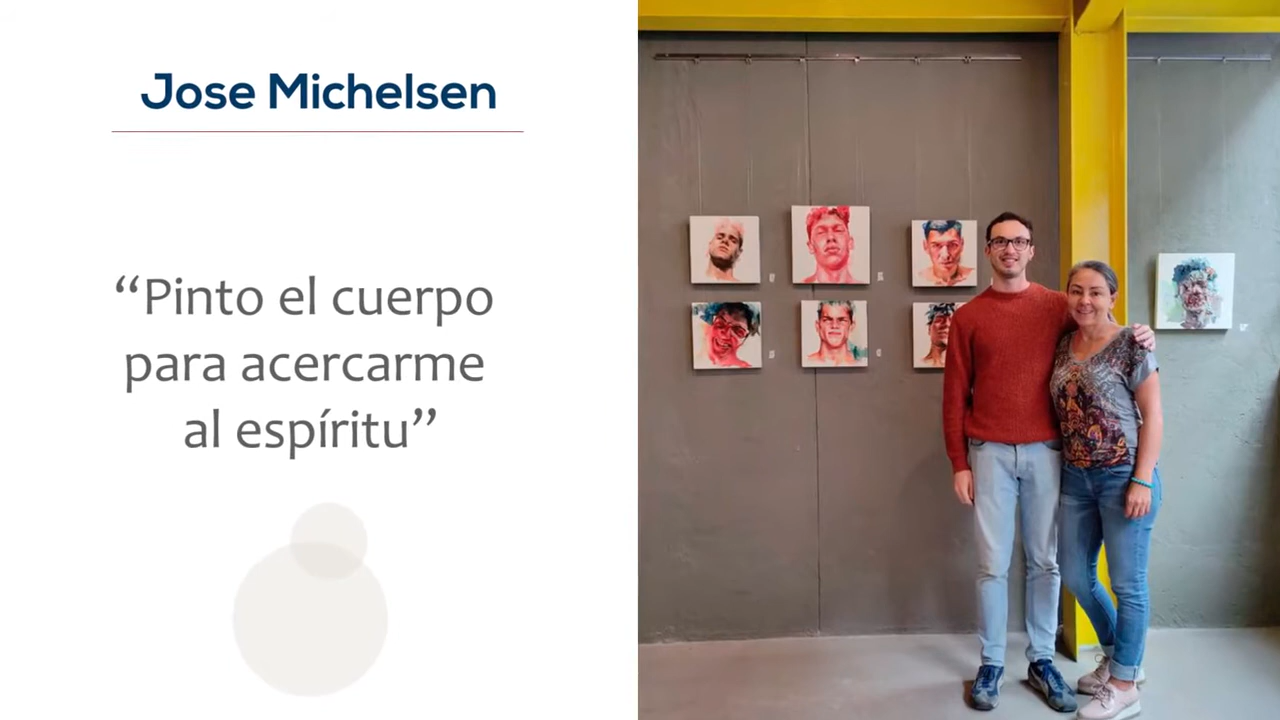 Jose Michelsen
“Pinto el cuerpo
para acercarme
al espíritu”